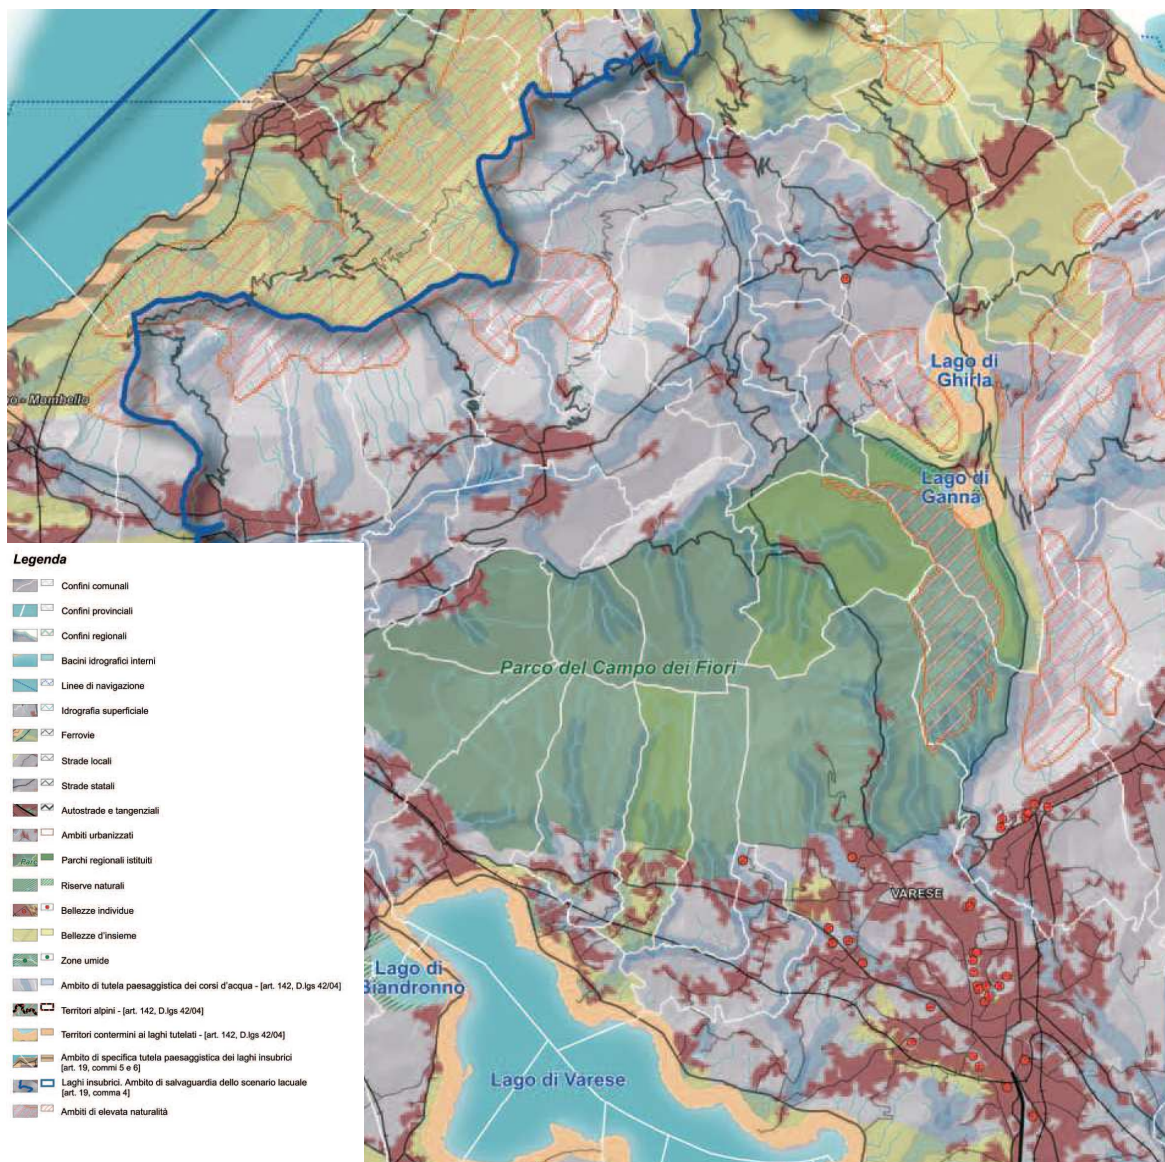 Lago di
Ghirla
Mombello
Lago di
Ganna
Legenda
Confini comunali
Confini provinciali
Confini regionali
Bacini idrografici interni
Linee di navigazione
Idrografia superficiale
Ferrovie
Strade locali
Strade statali
Autostrade e tangenziali
Ambiti urbanizzati
Parchi regionali istituiti
Riserve naturali
Bellezze individue
Bellezze d'insieme
Zone umide
Ambito di tutela paesaggistica dei corsi d'acqua - [art. 142, D.lgs 42/04]
Territori alpini - [art. 142, D.lgs 42/04]
Territori contermini ai laghi tutelati - [art. 142, D.lgs 42/04]
Ambito di specifica tutela paesaggistica dei laghi insubrici
[art. 19, commi 5 e 6]
Laghi insubrici. Ambito di salvaguardia dello scenario lacuale
[art. 19, comma 4]
Ambiti di elevata naturalità
Parco del Campo dei Fiori
VARESE
Lago di
Biandronno
Lago di Varese